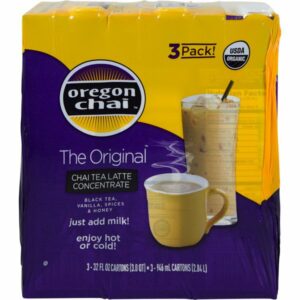 3 Pack!
USDA
ORGANIC
oregon
chai
The Original™
CHAI TEA LATTE
CONCENTRATE
BLACK TEA,
VANILLA, SPICES
& HONEY
just add milk!
enjoy hot
or cold!
3 - 32 FL OZ CARTONS (3.0 QT) • 3 - 946 mL CARTONS (2.84 L)